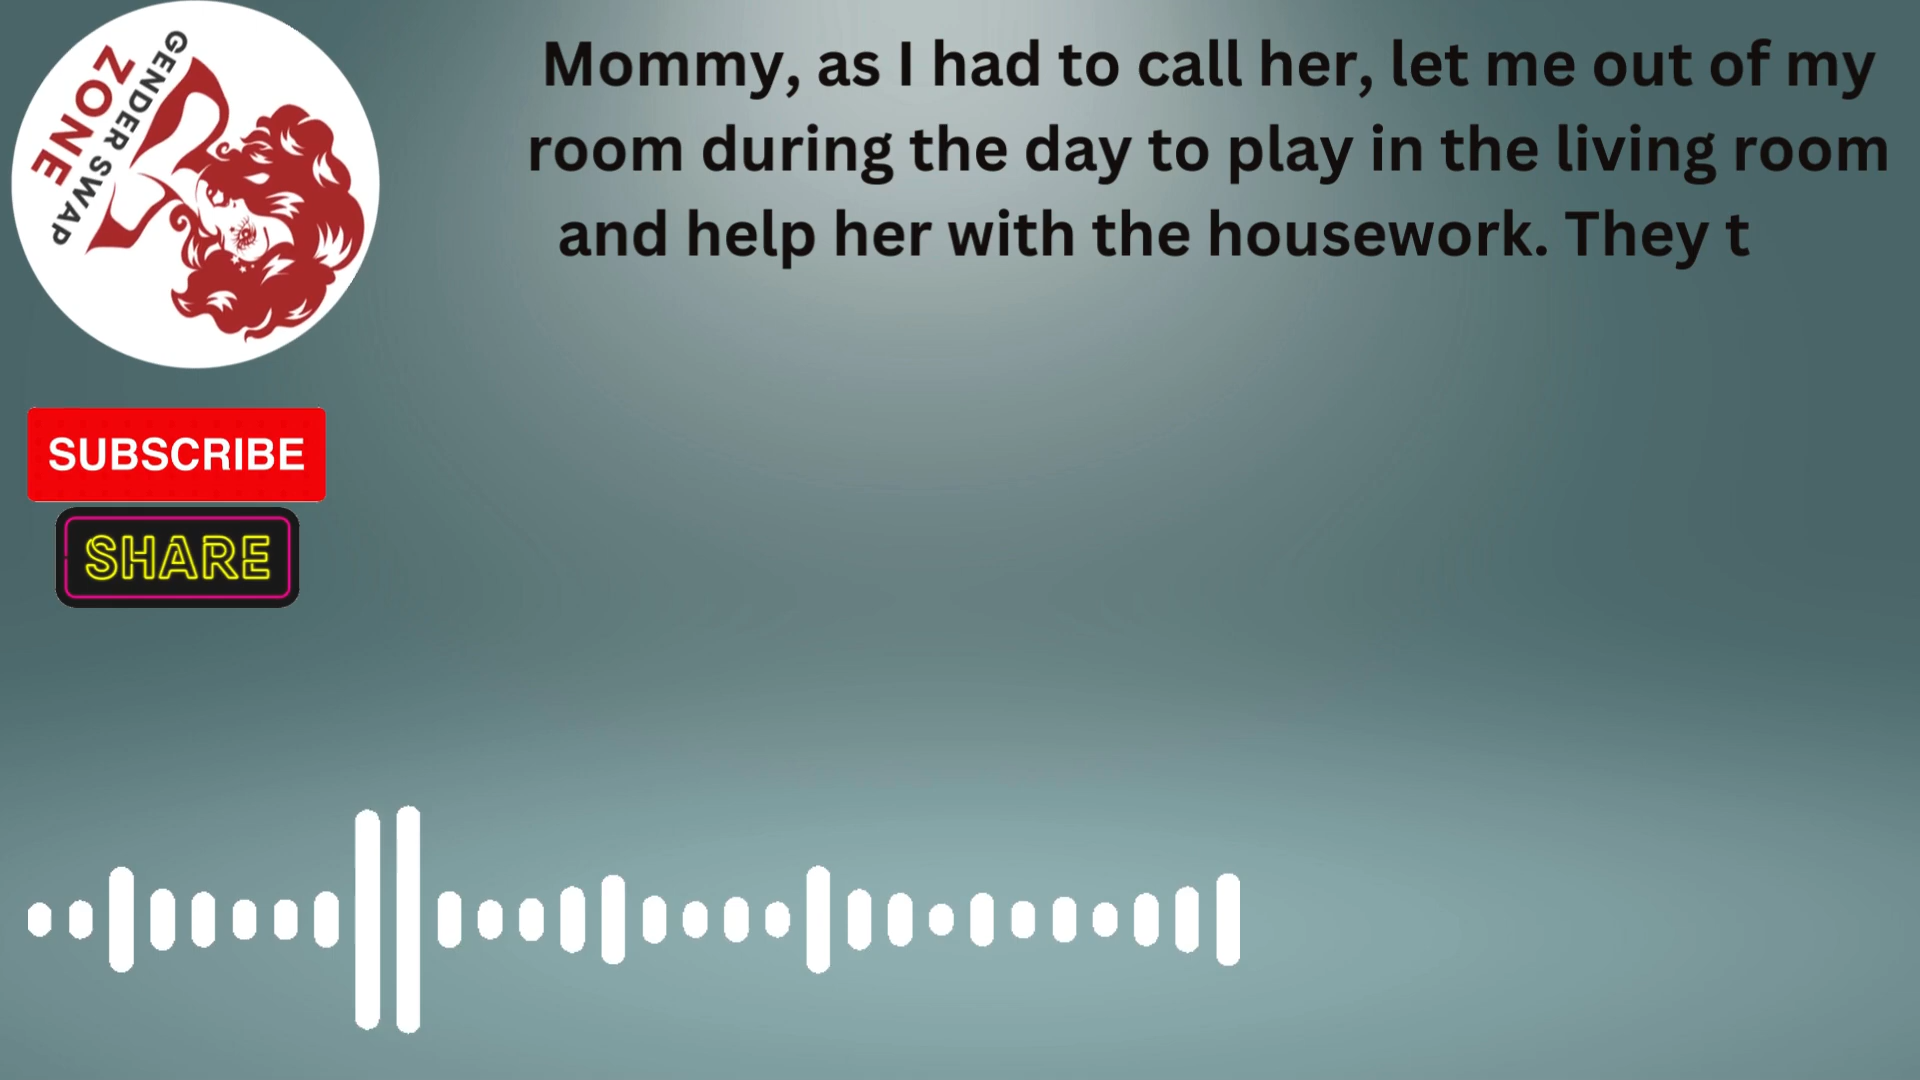 GENDER SWAP
ZONE
Mommy, as I had to call her, let me out of my
room during the day to play in the living room
and help her with the housework. They t
SUBSCRIBE
SHARE